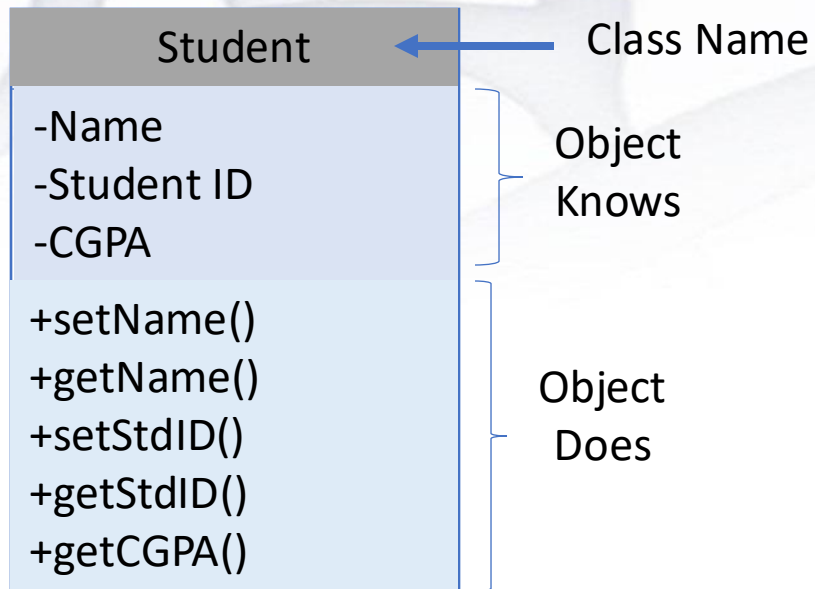 Student
Class Name
-Name
-Student ID
-CGPA
Object
Knows
+setName()
+getName()
+setStdID()
+getStdID()
+getCGPA()
Object
Does